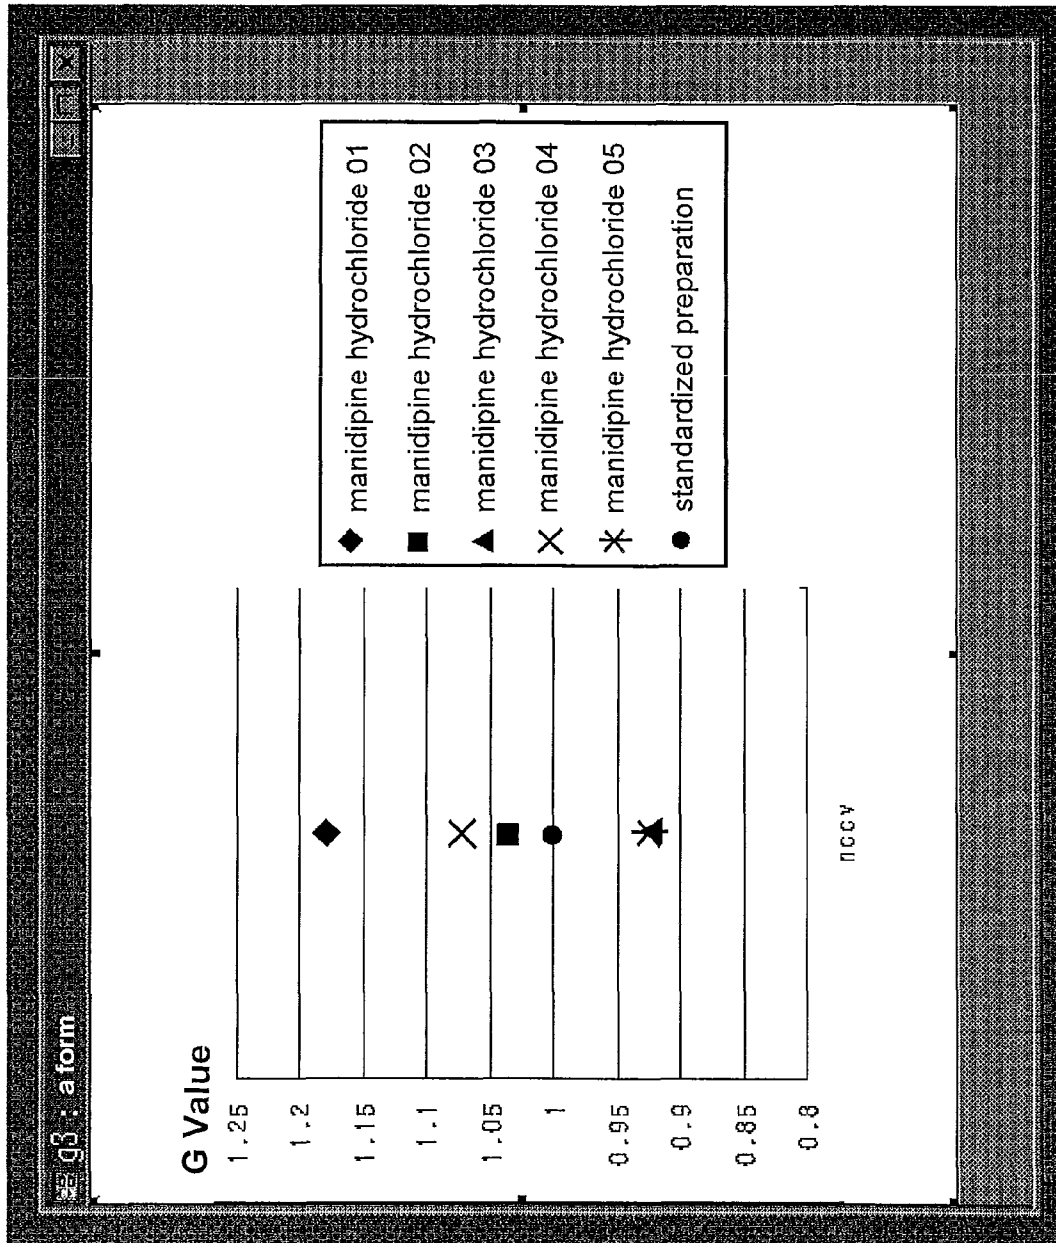 g3 : a form
G Value
1.25
1.2
1.15
1.1
1.05
1
0.95
0.9
0.85
0.8
nccv
manidipine hydrochloride 01
manidipine hydrochloride 02
manidipine hydrochloride 03
manidipine hydrochloride 04
manidipine hydrochloride 05
standardized preparation